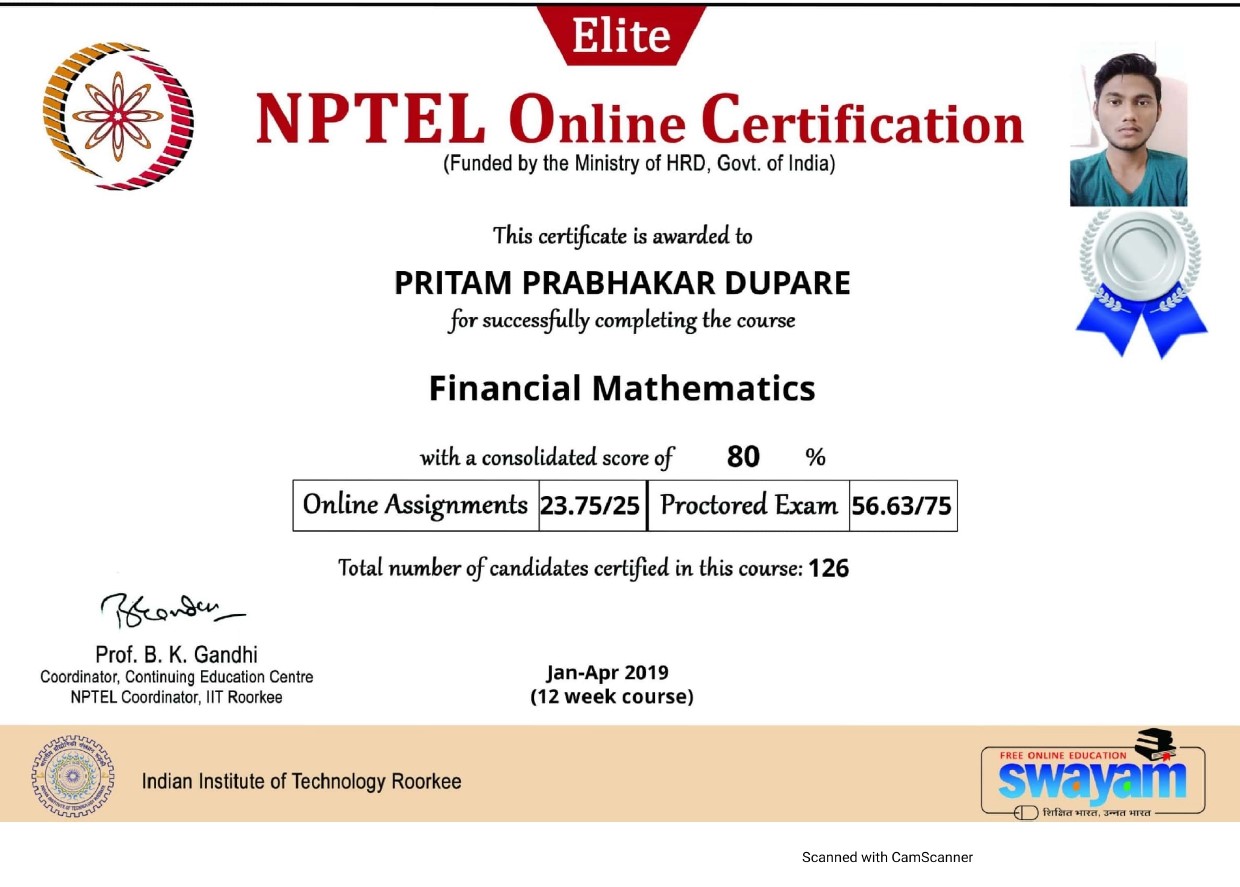 Elite
NPTEL Online Certification
(Funded by the Ministry of HRD, Govt. of India)
This certificate is awarded to
PRITAM PRABHAKAR DUPARE
for successfully completing the course
Financial Mathematics
with a consolidated score of 80 %
Online Assignments 23.75/25 Proctored Exam 56.63/75
Total number of candidates certified in this course: 126
Prof. B. K. Gandhi
Coordinator, Continuing Education Centre
NPTEL Coordinator, IIT Roorkee
Jan-Apr 2019
(12 week course)
Indian Institute of Technology Roorkee
FREE ONLINE EDUCATION
swayam
शिक्षित भारत, उन्नत भारत
Scanned with CamScanner